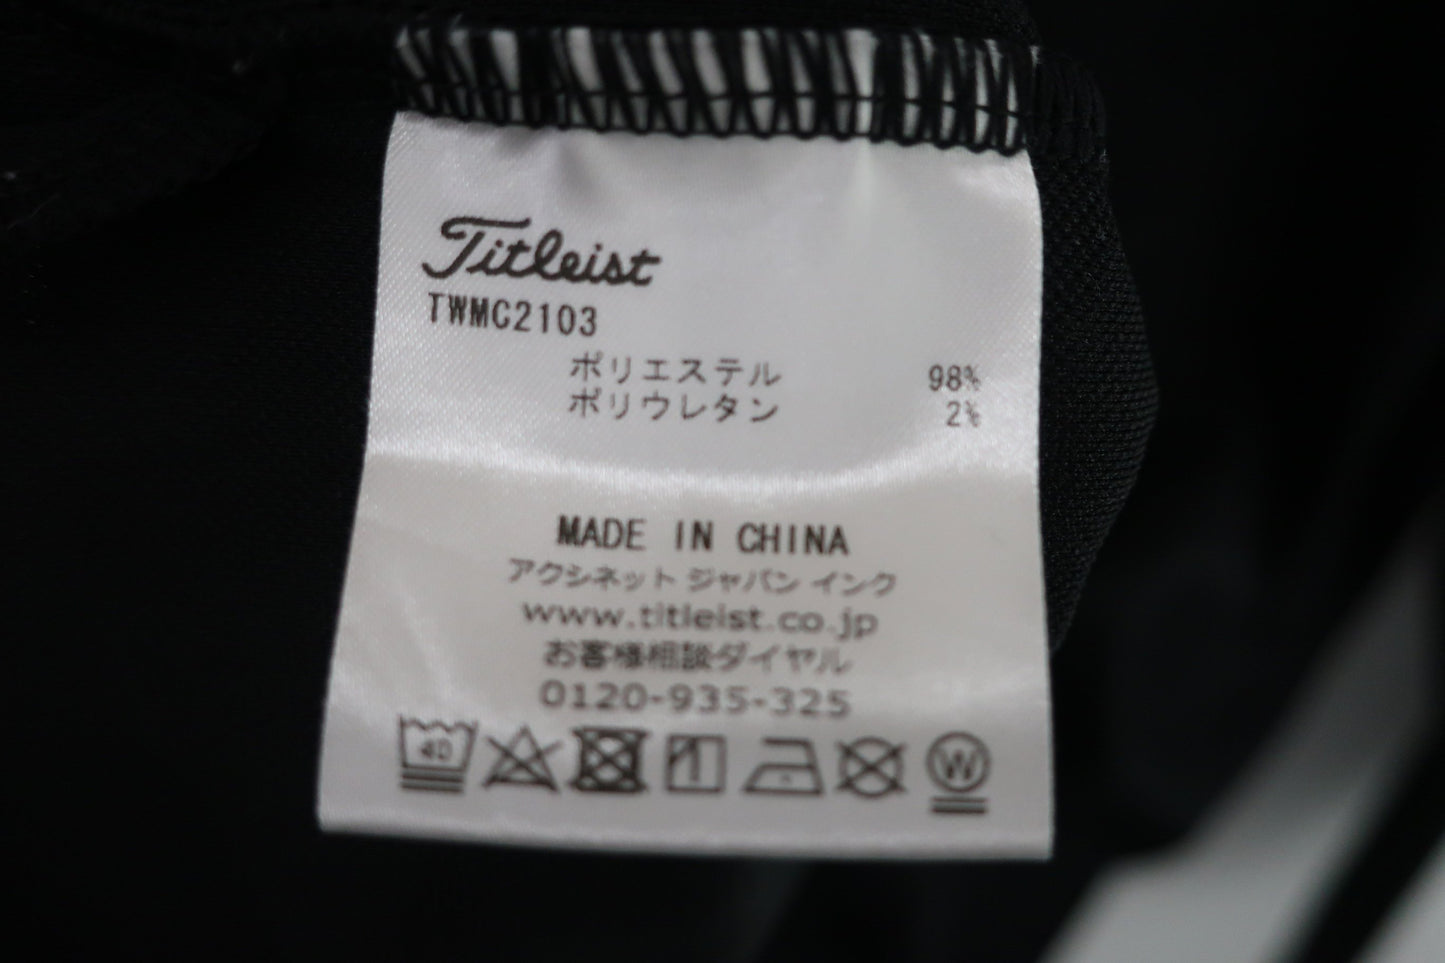 Titleist
TWMC2103
ポリエステル 98%
ポリウレタン 2%
MADE IN CHINA
アクシネット ジャパン インク
www.titleist.co.jp
お客様相談ダイヤル
0120-935-325
40
W